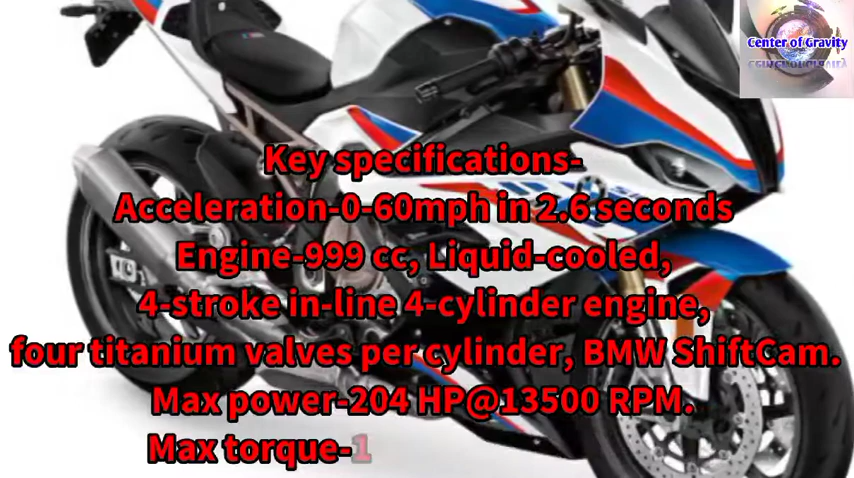 Center of Gravity
Key specifications-
Acceleration-0-60mph in 2.6 seconds
Engine-999 cc, Liquid-cooled,
4-stroke in-line 4-cylinder engine,
four titanium valves per cylinder, BMW ShiftCam.
Max power-204 HP@13500 RPM.
Max torque-1